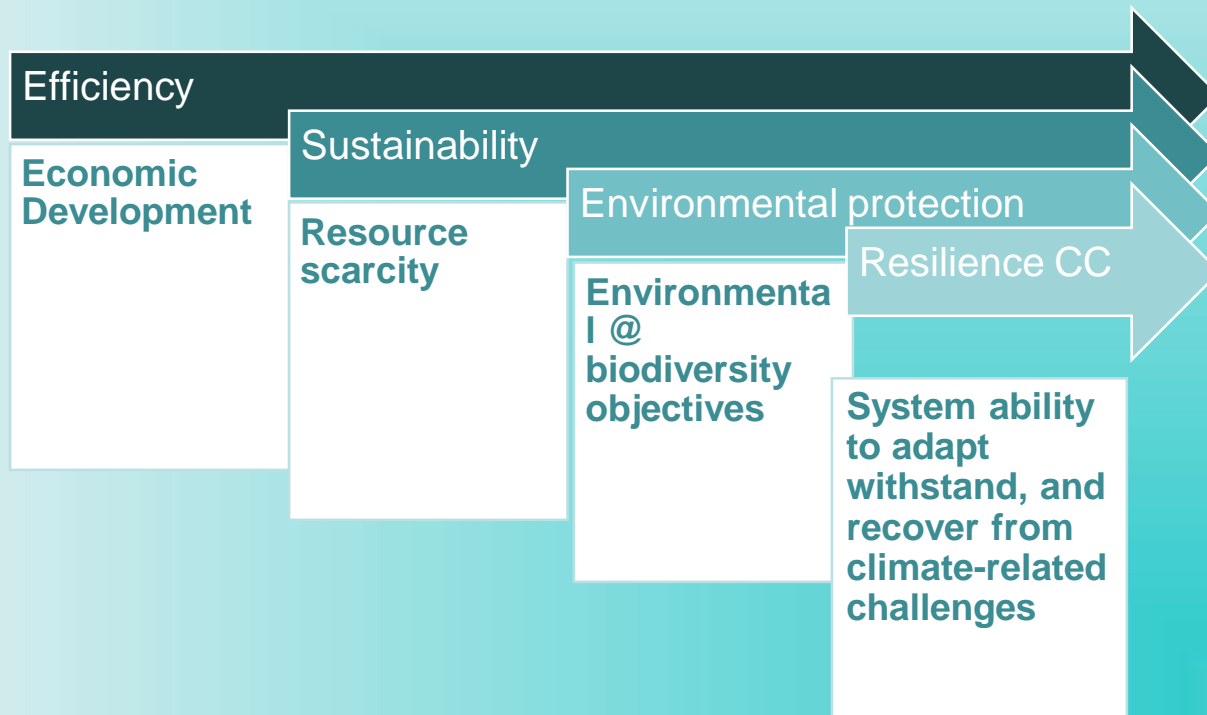 Efficiency
Economic
Development
Sustainability
Resource
scarcity
Environmental protection
Environmenta
l @
biodiversity
objectives
Resilience CC
System ability
to adapt
withstand, and
recover from
climate-related
challenges